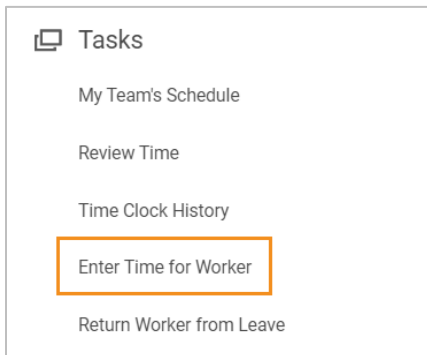 Tasks
My Team's Schedule
Review Time
Time Clock History
Enter Time for Worker
Return Worker from Leave